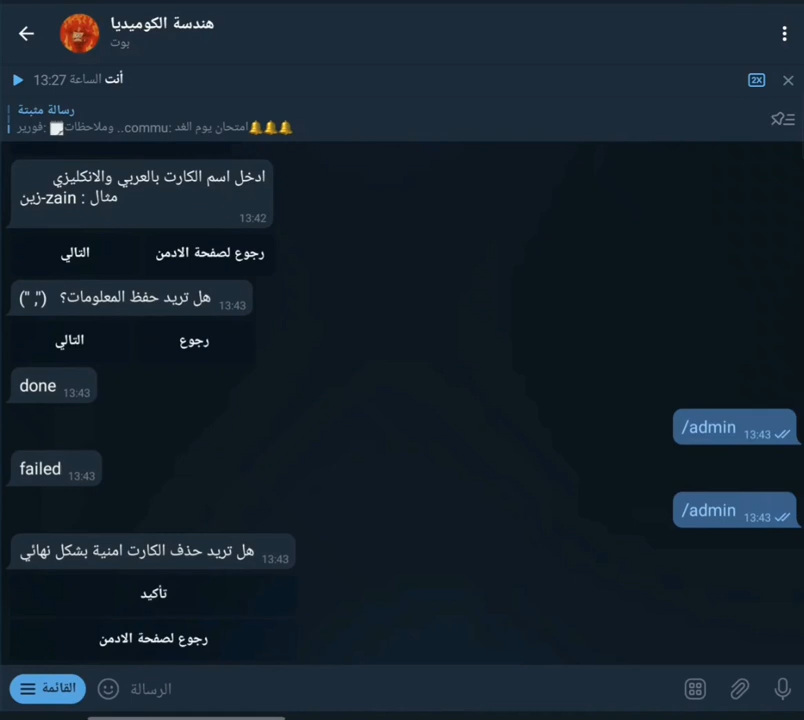 هندسة الكوميديا
بوت
أنت الساعة 13:27
2X
رسالة مثبتة
🔔🔔🔔امتحان يوم الغد :commu.. وملاحظات🗒️ :فورير
ادخل اسم الكارت بالعربي والانكليزي
مثال : zain-زين
13:42
رجوع لصفحة الادمن
التالي
هل تريد حفظ المعلومات؟ ("," ")
13:43
رجوع
التالي
done 13:43
/admin 13:43
failed 13:43
/admin 13:43
هل تريد حذف الكارت امنية بشكل نهائي
13:43
تأكيد
رجوع لصفحة الادمن
القائمة
الرسالة